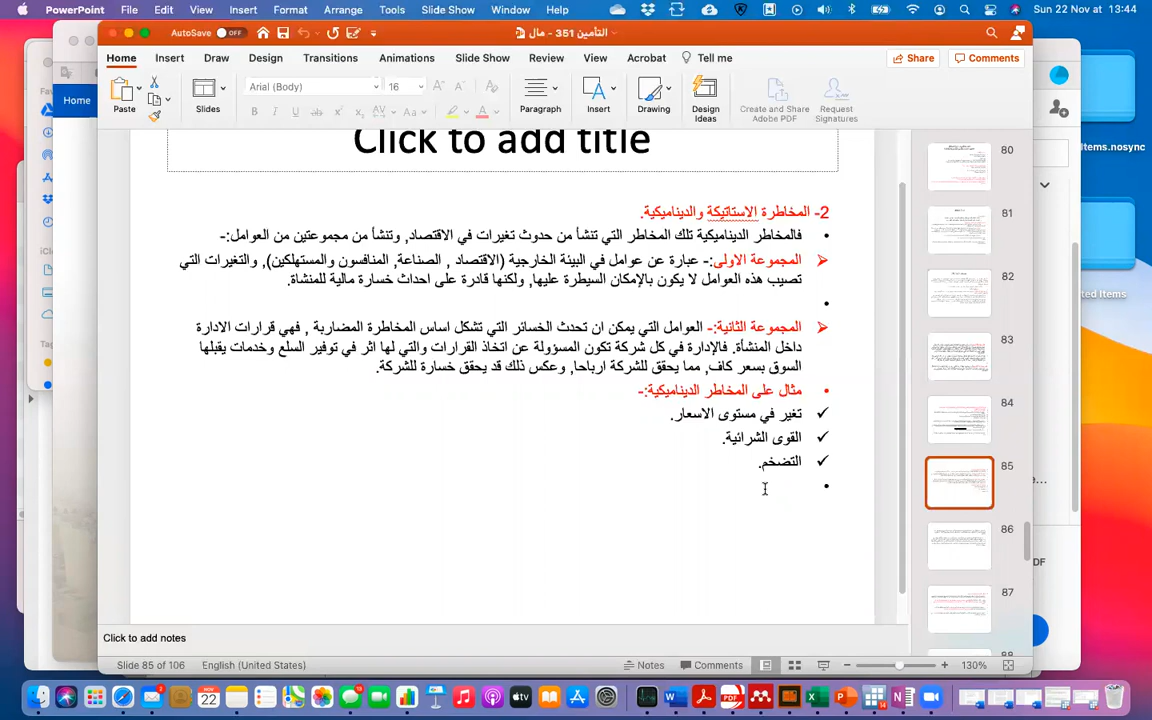 PowerPoint File Edit View Insert Format Arrange Tools Slide Show Window Help Sun 22 Nov at 13:44
AutoSave OFF التأمين 351 - مال
Home Insert Draw Design Transitions Animations Slide Show Review View Acrobat Tell me Share Comments
Arial (Body) 16
Paste Slides Paragraph Insert Drawing Design Ideas Create and Share Adobe PDF Request Signatures
Home
Click to add title
2- المخاطرة الاستاتيكة والديناميكية.
• فالمخاطر الديناميكية تلك المخاطر التي تنشأ من حدوث تغيرات في الاقتصاد, وتنشأ من مجموعتين من العوامل:-
المجموعة الاولى:- عبارة عن عوامل في البيئة الخارجية (الاقتصاد , الصناعة, المنافسون والمستهلكين), والتغيرات التي
تصيب هذه العوامل لا يكون بالإمكان السيطرة عليها, ولكنها قادرة على احداث خسارة مالية للمنشاة.
•
المجموعة الثانية:- العوامل التي يمكن ان تحدث الخسائر التي تشكل اساس المخاطرة المضاربة , فهي قرارات الادارة
داخل المنشأة. فالإدارة في كل شركة تكون المسؤولة عن اتخاذ القرارات والتي لها اثر في توفير السلع وخدمات يقبلها
السوق بسعر كاف, مما يحقق للشركة ارباحا, وعكس ذلك قد يحقق خسارة للشركة.
• مثال على المخاطر الديناميكية:-
✓ تغير في مستوى الاسعار.
✓ القوى الشرائية.
✓ التضخم.
•
80
81
82
83
84
85
86
87
88
Items.nosync
ted Items
Click to add notes
Slide 85 of 106 English (United States) Notes Comments 130%